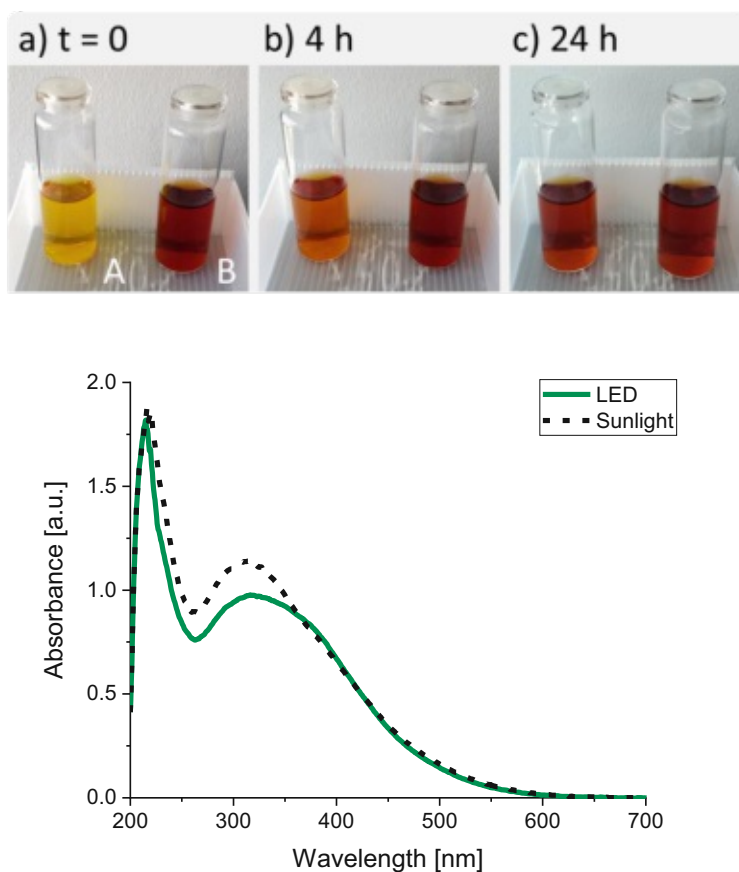 a) t = 0
b) 4 h
c) 24 h
A
B
2.0
1.5
1.0
0.5
0.0
Absorbance [a.u.]
LED
Sunlight
200
300
400
500
600
700
Wavelength [nm]